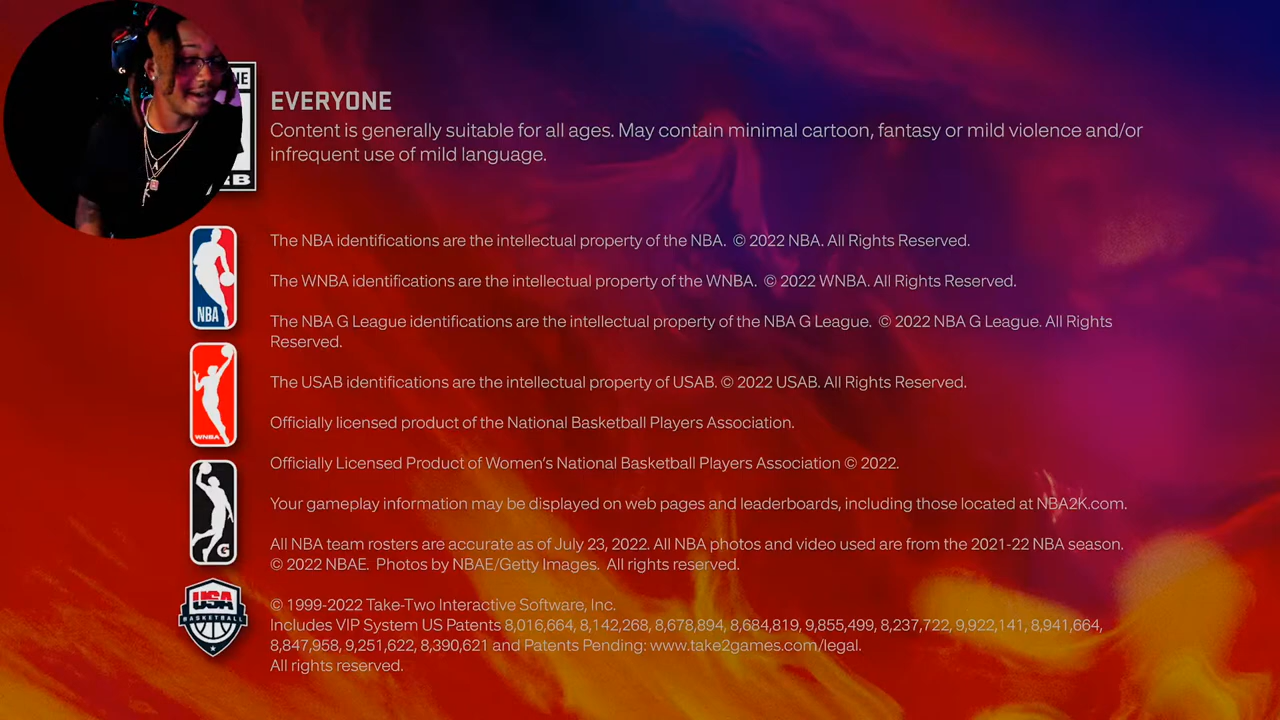 NE
EVERYONE
Content is generally suitable for all ages. May contain minimal cartoon, fantasy or mild violence and/or
infrequent use of mild language.
RB
The NBA identifications are the intellectual property of the NBA. © 2022 NBA. All Rights Reserved.
The WNBA identifications are the intellectual property of the WNBA. © 2022 WNBA. All Rights Reserved.
NBA
The NBA G League identifications are the intellectual property of the NBA G League. © 2022 NBA G League. All Rights
Reserved.
The USAB identifications are the intellectual property of USAB. © 2022 USAB. All Rights Reserved.
Officially licensed product of the National Basketball Players Association.
WNBA
Officially Licensed Product of Women's National Basketball Players Association © 2022.
Your gameplay information may be displayed on web pages and leaderboards, including those located at NBA2K.com.
All NBA team rosters are accurate as of July 23, 2022. All NBA photos and video used are from the 2021-22 NBA season.
G
© 2022 NBAE. Photos by NBAE/Getty Images. All rights reserved.
USA
BASKETBALL
© 1999-2022 Take-Two Interactive Software, Inc.
Includes VIP System US Patents 8,016,664, 8,142,268, 8,678,894, 8,684,819, 9,855,499, 8,237,722, 9,922,141, 8,941,664,
8,847,958, 9,251,622, 8,390,621 and Patents Pending: www.take2games.com/legal.
All rights reserved.